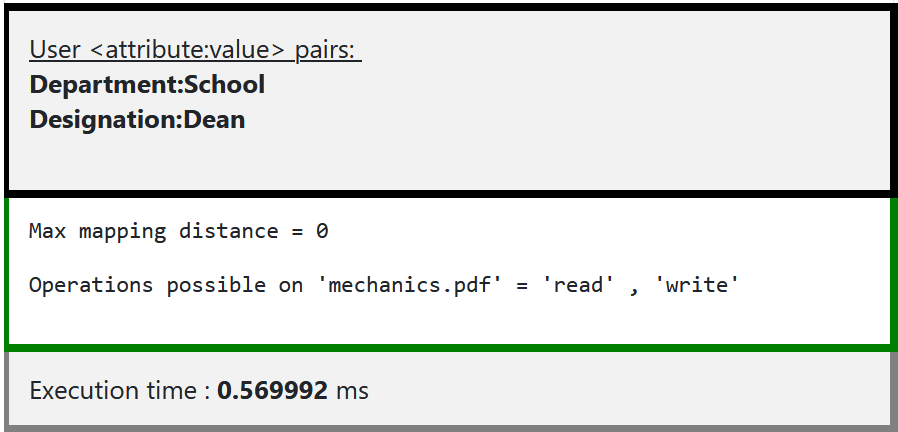 User <attribute:value> pairs:
Department:School
Designation:Dean
Max mapping distance = 0
Operations possible on 'mechanics.pdf' = 'read' , 'write'
Execution time : 0.569992 ms